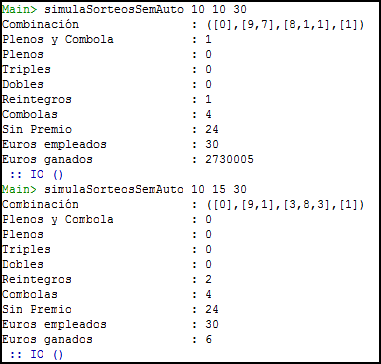 Main> simulaSorteosSemAuto 10 10 30
Combinación : ([0],[9,7],[8,1,1],[1])
Plenos y Combola : 1
Plenos : 0
Triples : 0
Dobles : 0
Reintegros : 1
Combolas : 4
Sin Premio : 24
Euros empleados : 30
Euros ganados : 2730005
:: IO ()
Main> simulaSorteosSemAuto 10 15 30
Combinación : ([0],[9,1],[3,8,3],[1])
Plenos y Combola : 0
Plenos : 0
Triples : 0
Dobles : 0
Reintegros : 2
Combolas : 4
Sin Premio : 24
Euros empleados : 30
Euros ganados : 6
:: IO ()